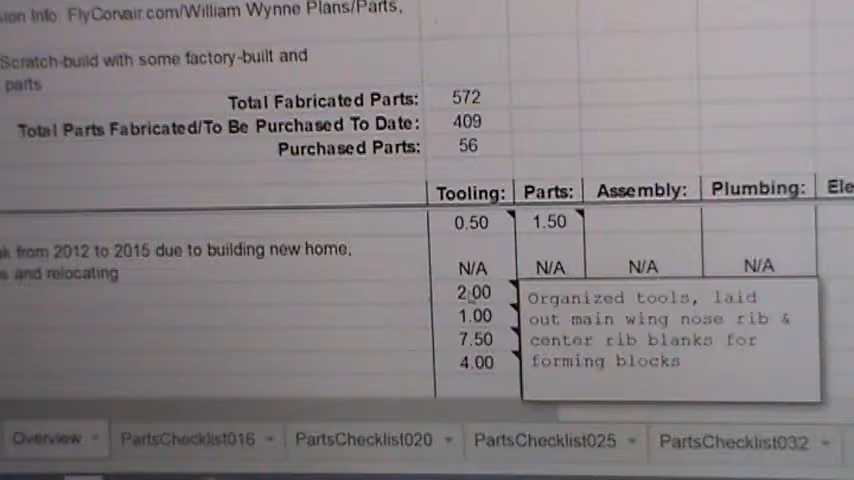 ion Info: FlyCorvair.com/William Wynne Plans/Parts,
Scratch-build with some factory-built and
parts
Total Fabricated Parts: 572
Total Parts Fabricated/To Be Purchased To Date: 409
Purchased Parts: 56
Tooling: Parts: Assembly: Plumbing: Ele
0.50 1.50
ak from 2012 to 2015 due to building new home,
s and relocating
N/A N/A N/A N/A
2.00
1.00
7.50
4.00
Organized tools, laid
out main wing nose rib &
center rib blanks for
forming blocks
Overview PartsChecklist016 PartsChecklist020 PartsChecklist025 PartsChecklist032